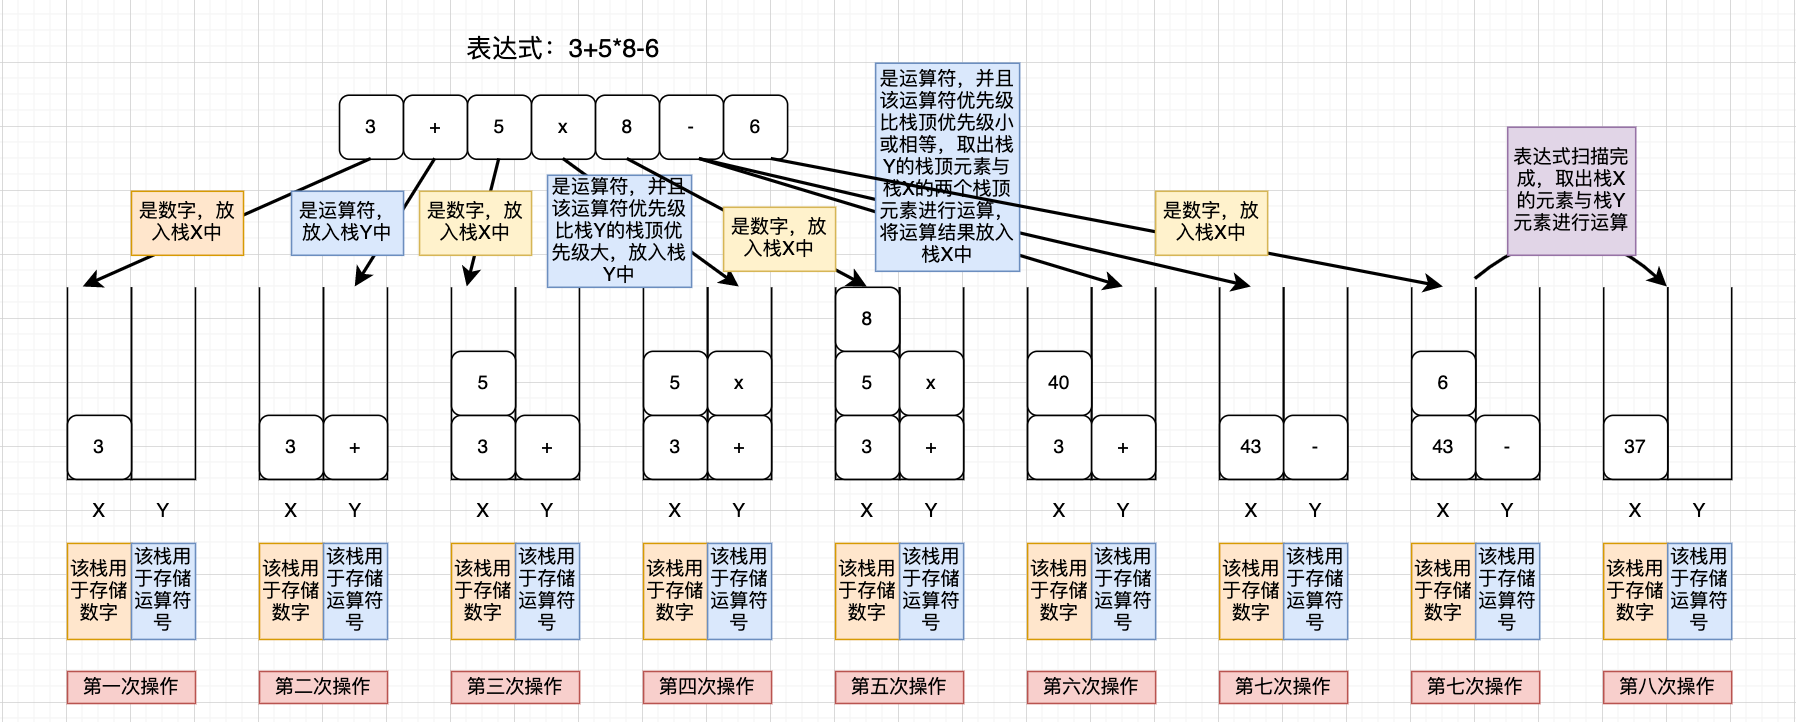 表达式：3+5*8-6
3 + 5 x 8 - 6
是数字，放
入栈X中
是运算符，
放入栈Y中
是数字，放
入栈X中
是运算符，并且
该运算符优先级
比栈Y的栈顶优
先级大，放入栈
Y中
是数字，放
入栈X中
是运算符，并且
该运算符优先级
比栈顶优先级小
或相等，取出栈
Y的栈顶元素与
栈X的两个栈顶
元素进行运算，
将运算结果放入
栈X中
是数字，放
入栈X中
表达式扫描完
成，取出栈X
的元素与栈Y
元素进行运算
8
5 5 x 5 x 40 6
3 3 + 3 + 3 + 3 + 3 + 43 - 43 - 37
X Y X Y X Y X Y X Y X Y X Y X Y X Y
该栈用
于存储
数字
该栈用
于存储
运算符
号
该栈用
于存储
数字
该栈用
于存储
运算符
号
该栈用
于存储
数字
该栈用
于存储
运算符
号
该栈用
于存储
数字
该栈用
于存储
运算符
号
该栈用
于存储
数字
该栈用
于存储
运算符
号
该栈用
于存储
数字
该栈用
于存储
运算符
号
该栈用
于存储
数字
该栈用
于存储
运算符
号
该栈用
于存储
数字
该栈用
于存储
运算符
号
该栈用
于存储
数字
该栈用
于存储
运算符
号
第一次操作 第二次操作 第三次操作 第四次操作 第五次操作 第六次操作 第七次操作 第七次操作 第八次操作